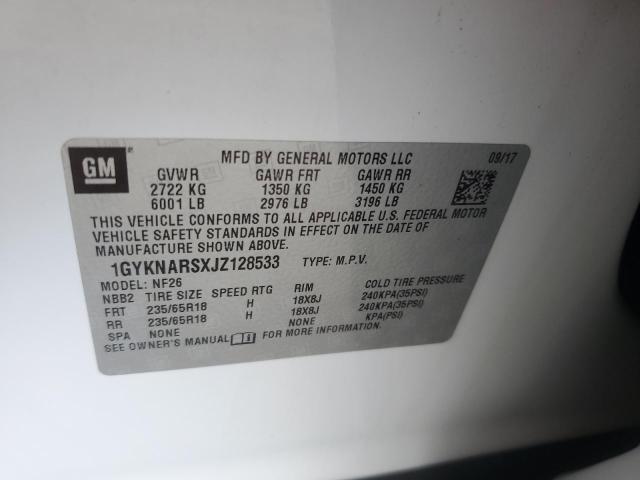 GM
MFD BY GENERAL MOTORS LLC 09/17
GVWR GAWR FRT GAWR RR
2722 KG 1350 KG 1450 KG
6001 LB 2976 LB 3196 LB
THIS VEHICLE CONFORMS TO ALL APPLICABLE U.S. FEDERAL MOTOR
VEHICLE SAFETY STANDARDS IN EFFECT ON THE DATE OF
MANUFACTURE SHOWN ABOVE.
1GYKNARSXJZ128533 TYPE: M.P.V.
MODEL: NF26
NBB2 TIRE SIZE SPEED RTG RIM COLD TIRE PRESSURE
FRT 235/65R18 H 18X8J 240KPA(35PSI)
RR 235/65R18 H 18X8J 240KPA(35PSI)
SPA NONE NONE KPA(PSI)
SEE OWNER'S MANUAL FOR MORE INFORMATION.